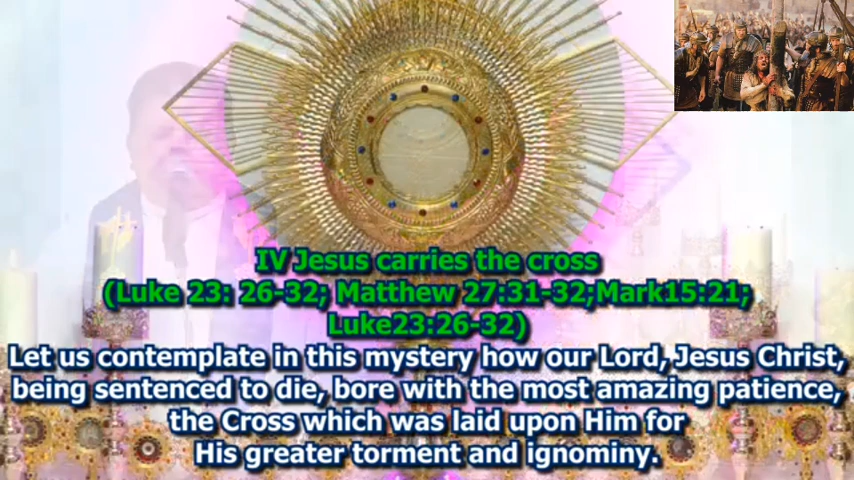 IV Jesus carries the cross
(Luke 23: 26-32; Matthew 27:31-32;Mark15:21;
Luke23:26-32)
Let us contemplate in this mystery how our Lord, Jesus Christ,
being sentenced to die, bore with the most amazing patience,
the Cross which was laid upon Him for
His greater torment and ignominy.